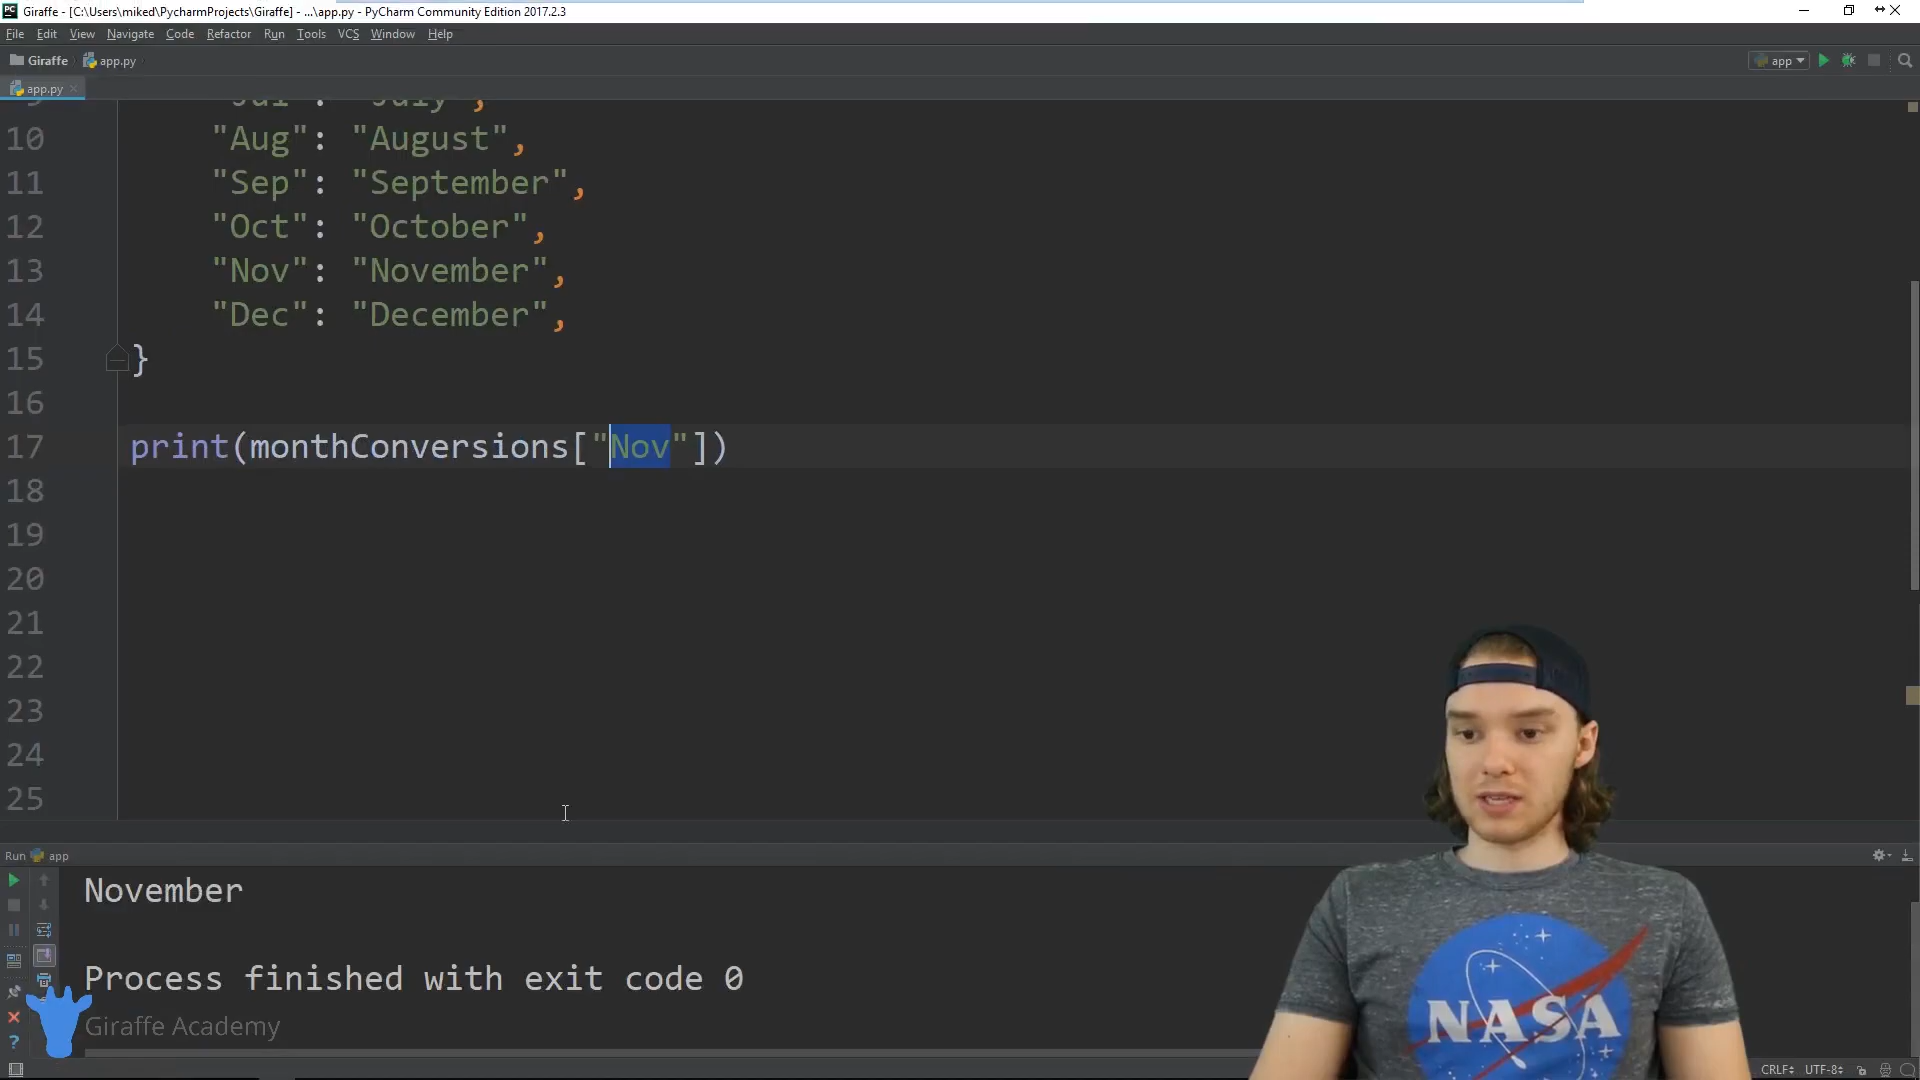 Giraffe - [C:\Users\miked\PycharmProjects\Giraffe] - ...\app.py - PyCharm Community Edition 2017.2.3
File Edit View Navigate Code Refactor Run Tools VCS Window Help
Giraffe app.py app
app.py
9 "Jul": "July",
10 "Aug": "August",
11 "Sep": "September",
12 "Oct": "October",
13 "Nov": "November",
14 "Dec": "December",
15 }
16
17 print(monthConversions["Nov"])
18
19
20
21
22
23
24
25
Run app
November
Process finished with exit code 0
Giraffe Academy
NASA
CRLF UTF-8